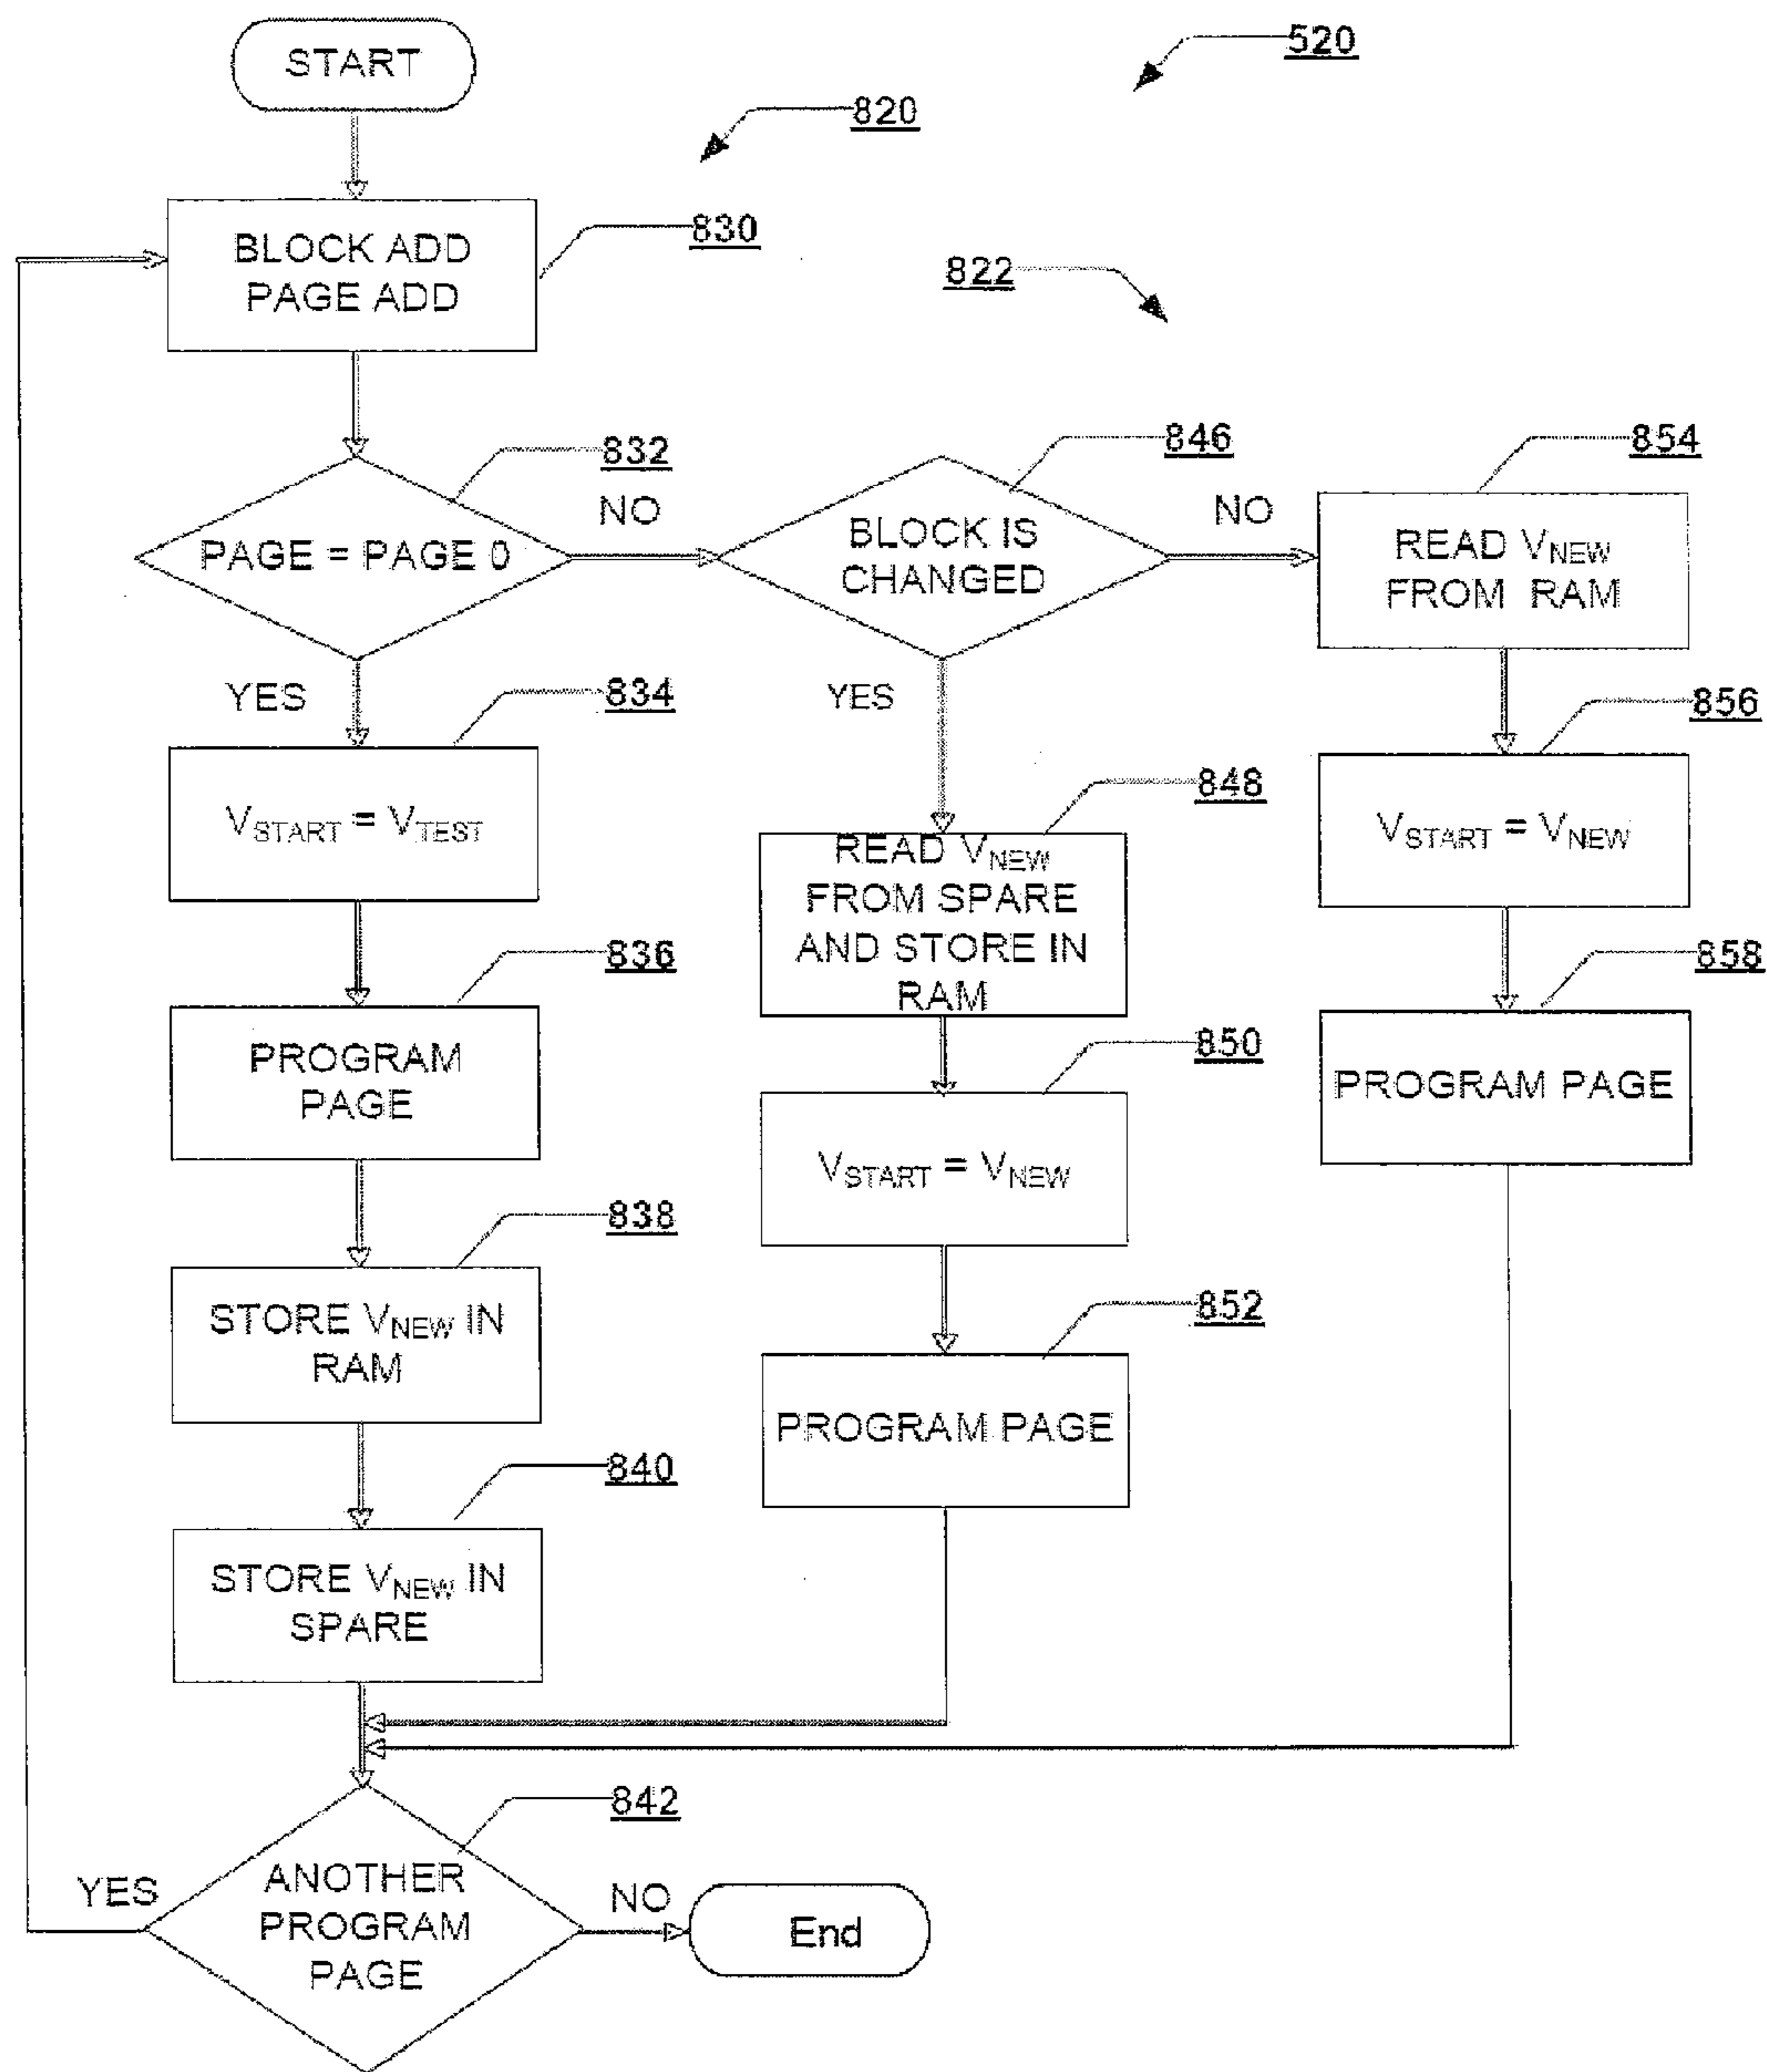 START
520
820
BLOCK ADD
PAGE ADD
830
822
832
PAGE = PAGE 0
NO
846
BLOCK IS
CHANGED
NO
854
READ VNEW
FROM RAM
YES
834
VSTART = VTEST
YES
848
READ VNEW
FROM SPARE
AND STORE IN
RAM
856
VSTART = VNEW
836
PROGRAM
PAGE
850
VSTART = VNEW
858
PROGRAM PAGE
838
STORE VNEW IN
RAM
852
PROGRAM PAGE
840
STORE VNEW IN
SPARE
842
YES
ANOTHER
PROGRAM
PAGE
NO
End